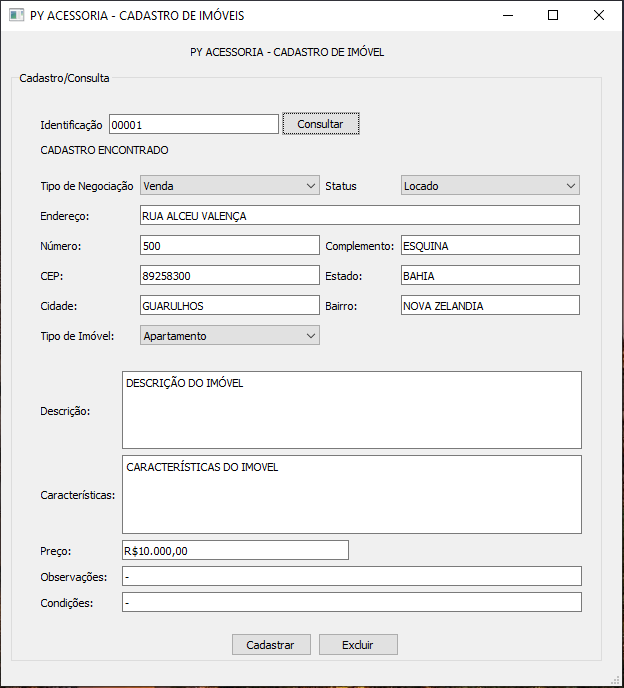 PY ACESSORIA - CADASTRO DE IMÓVEIS
PY ACESSORIA - CADASTRO DE IMÓVEL
Cadastro/Consulta
Identificação 00001 Consultar
CADASTRO ENCONTRADO
Tipo de Negociação Venda Status Locado
Endereço: RUA ALCEU VALENÇA
Número: 500 Complemento: ESQUINA
CEP: 89258300 Estado: BAHIA
Cidade: GUARULHOS Bairro: NOVA ZELANDIA
Tipo de Imóvel: Apartamento
DESCRIÇÃO DO IMÓVEL
Descrição:
CARACTERÍSTICAS DO IMOVEL
Características:
Preço: R$10.000,00
Observações: -
Condições: -
Cadastrar Excluir